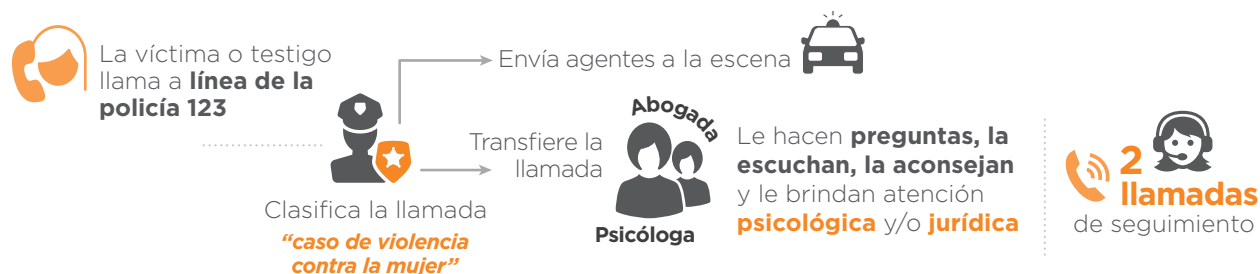 La víctima o testigo
llama a línea de la
policía 123
Clasifica la llamada
“caso de violencia
contra la mujer”
Envía agentes a la escena
Transfiere la
llamada
Abogada
Psicóloga
Le hacen preguntas, la
escuchan, la aconsejan
y le brindan atención
psicológica y/o jurídica
2
llamadas
de seguimiento